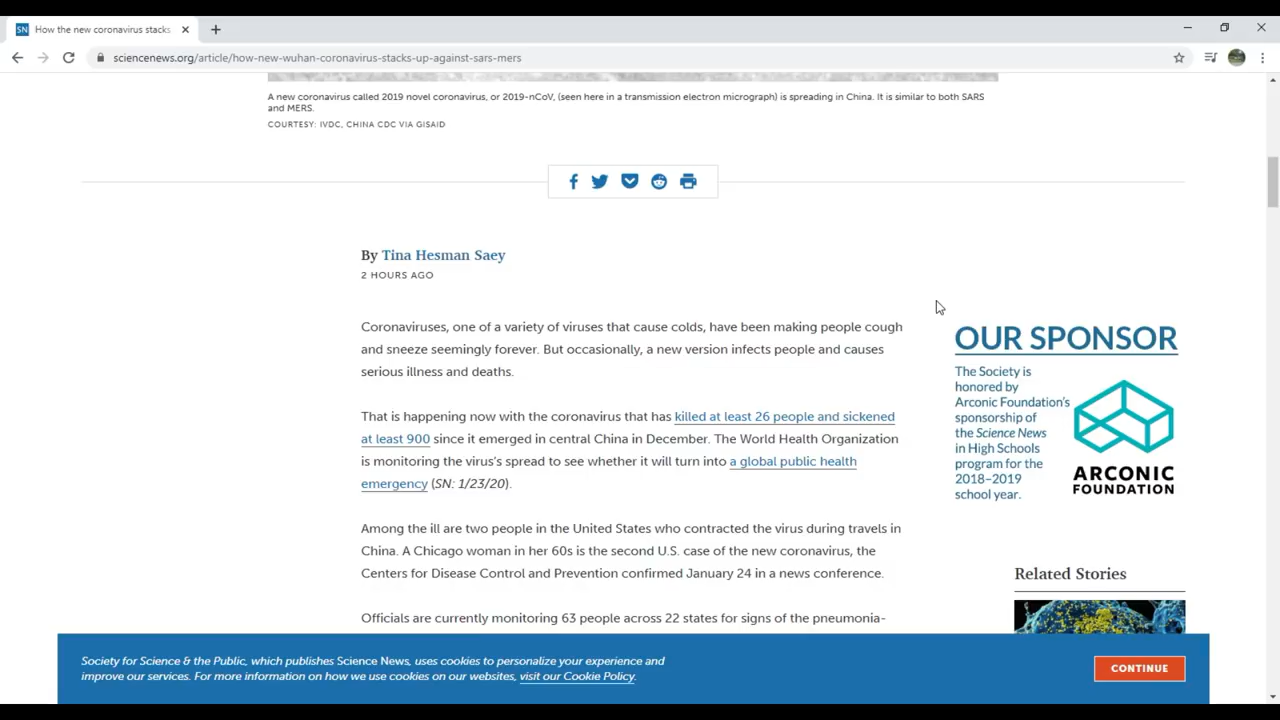 SN How the new coronavirus stacks
sciencenews.org/article/how-new-wuhan-coronavirus-stacks-up-against-sars-mers
A new coronavirus called 2019 novel coronavirus, or 2019-nCoV, (seen here in a transmission electron micrograph) is spreading in China. It is similar to both SARS
and MERS.
COURTESY: IVDC, CHINA CDC VIA GISAID
By Tina Hesman Saey
2 HOURS AGO
Coronaviruses, one of a variety of viruses that cause colds, have been making people cough
and sneeze seemingly forever. But occasionally, a new version infects people and causes
serious illness and deaths.
That is happening now with the coronavirus that has killed at least 26 people and sickened
at least 900 since it emerged in central China in December. The World Health Organization
is monitoring the virus's spread to see whether it will turn into a global public health
emergency (SN: 1/23/20).
Among the ill are two people in the United States who contracted the virus during travels in
China. A Chicago woman in her 60s is the second U.S. case of the new coronavirus, the
Centers for Disease Control and Prevention confirmed January 24 in a news conference.
Officials are currently monitoring 63 people across 22 states for signs of the pneumonia-
OUR SPONSOR
The Society is
honored by
Arconic Foundation's
sponsorship of
the Science News
in High Schools
program for the
2018–2019
school year.
ARCONIC
FOUNDATION
Related Stories
Society for Science & the Public, which publishes Science News, uses cookies to personalize your experience and
improve our services. For more information on how we use cookies on our websites, visit our Cookie Policy.
CONTINUE